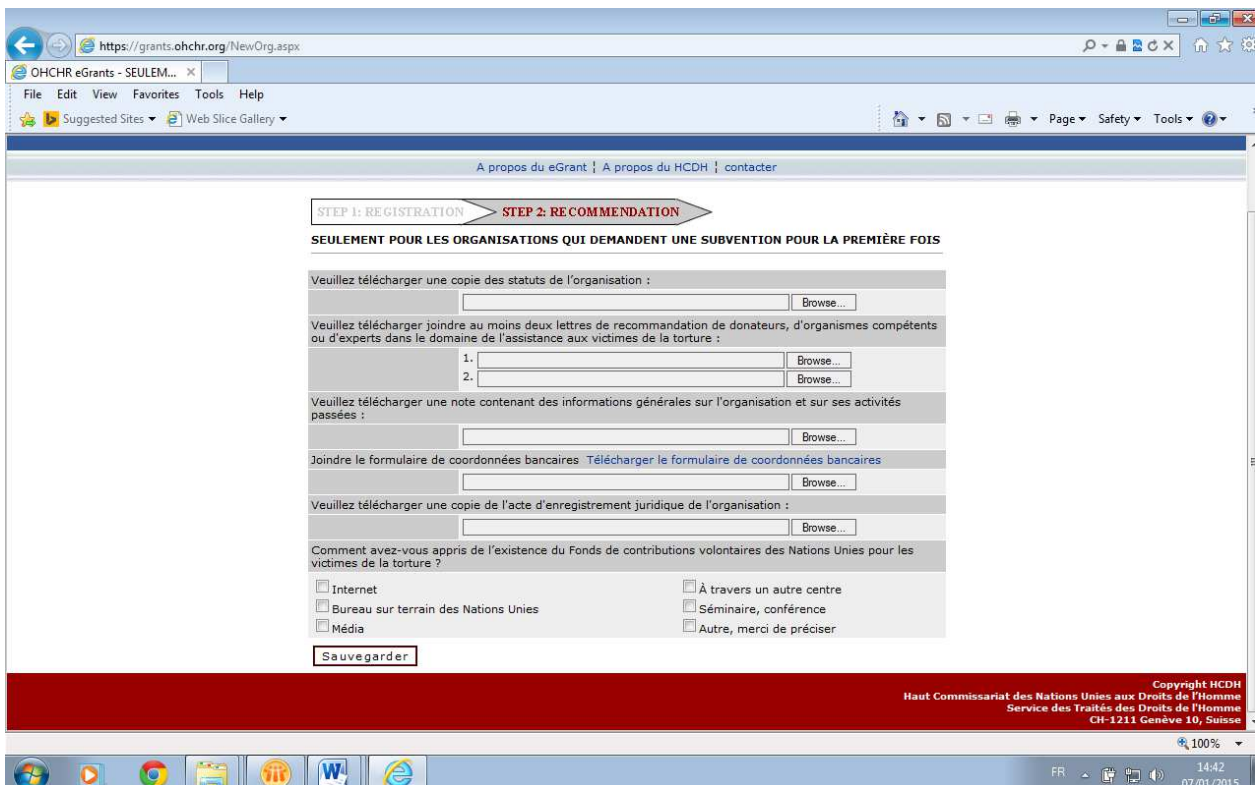 https://grants.ohchr.org/NewOrg.aspx
OHCHR eGrants - SEULEM...
File Edit View Favorites Tools Help
Suggested Sites Web Slice Gallery Page Safety Tools
A propos du eGrant ¦ A propos du HCDH ¦ contacter
STEP 1: REGISTRATION STEP 2: RECOMMENDATION
SEULEMENT POUR LES ORGANISATIONS QUI DEMANDENT UNE SUBVENTION POUR LA PREMIÈRE FOIS
Veuillez télécharger une copie des statuts de l'organisation :
Browse...
Veuillez télécharger joindre au moins deux lettres de recommandation de donateurs, d'organismes compétents
ou d'experts dans le domaine de l'assistance aux victimes de la torture :
1. Browse...
2. Browse...
Veuillez télécharger une note contenant des informations générales sur l'organisation et sur ses activités
passées :
Browse...
Joindre le formulaire de coordonnées bancaires Télécharger le formulaire de coordonnées bancaires
Browse...
Veuillez télécharger une copie de l'acte d'enregistrement juridique de l'organisation :
Browse...
Comment avez-vous appris de l'existence du Fonds de contributions volontaires des Nations Unies pour les
victimes de la torture ?
Internet À travers un autre centre
Bureau sur terrain des Nations Unies Séminaire, conférence
Média Autre, merci de préciser
Sauvegarder
Copyright HCDH
Haut Commissariat des Nations Unies aux Droits de l'Homme
Service des Traités des Droits de l'Homme
CH-1211 Genève 10, Suisse
100%
FR 14:42
07/01/2015